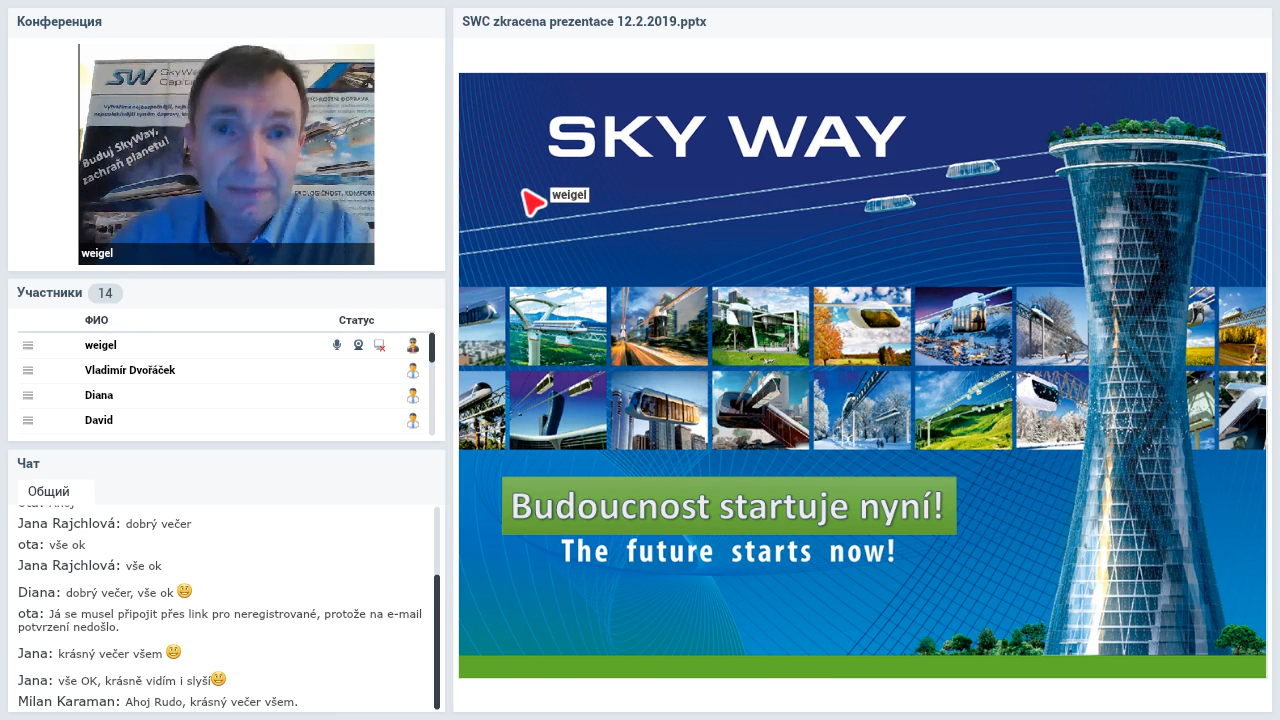 Конференция
SW SkyWay
Capital
Buduj SkyWay,
zachraň planetu!
weigel
Участники 14
ФИО Статус
weigel
Vladimír Dvořáček
Diana
David
Чат
Общий
Jana Rajchlová: dobrý večer
ota: vše ok
Jana Rajchlová: vše ok
Diana: dobrý večer, vše ok
ota: Já se musel připojit přes link pro neregistrované, protože na e-mail
potvrzení nedošlo.
Jana: krásný večer všem
Jana: vše OK, krásně vidím i slyší
Milan Karaman: Ahoj Rudo, krásný večer všem.
SWC zkracena prezentace 12.2.2019.pptx
SKY WAY
weigel
Budoucnost startuje nyní!
The future starts now!